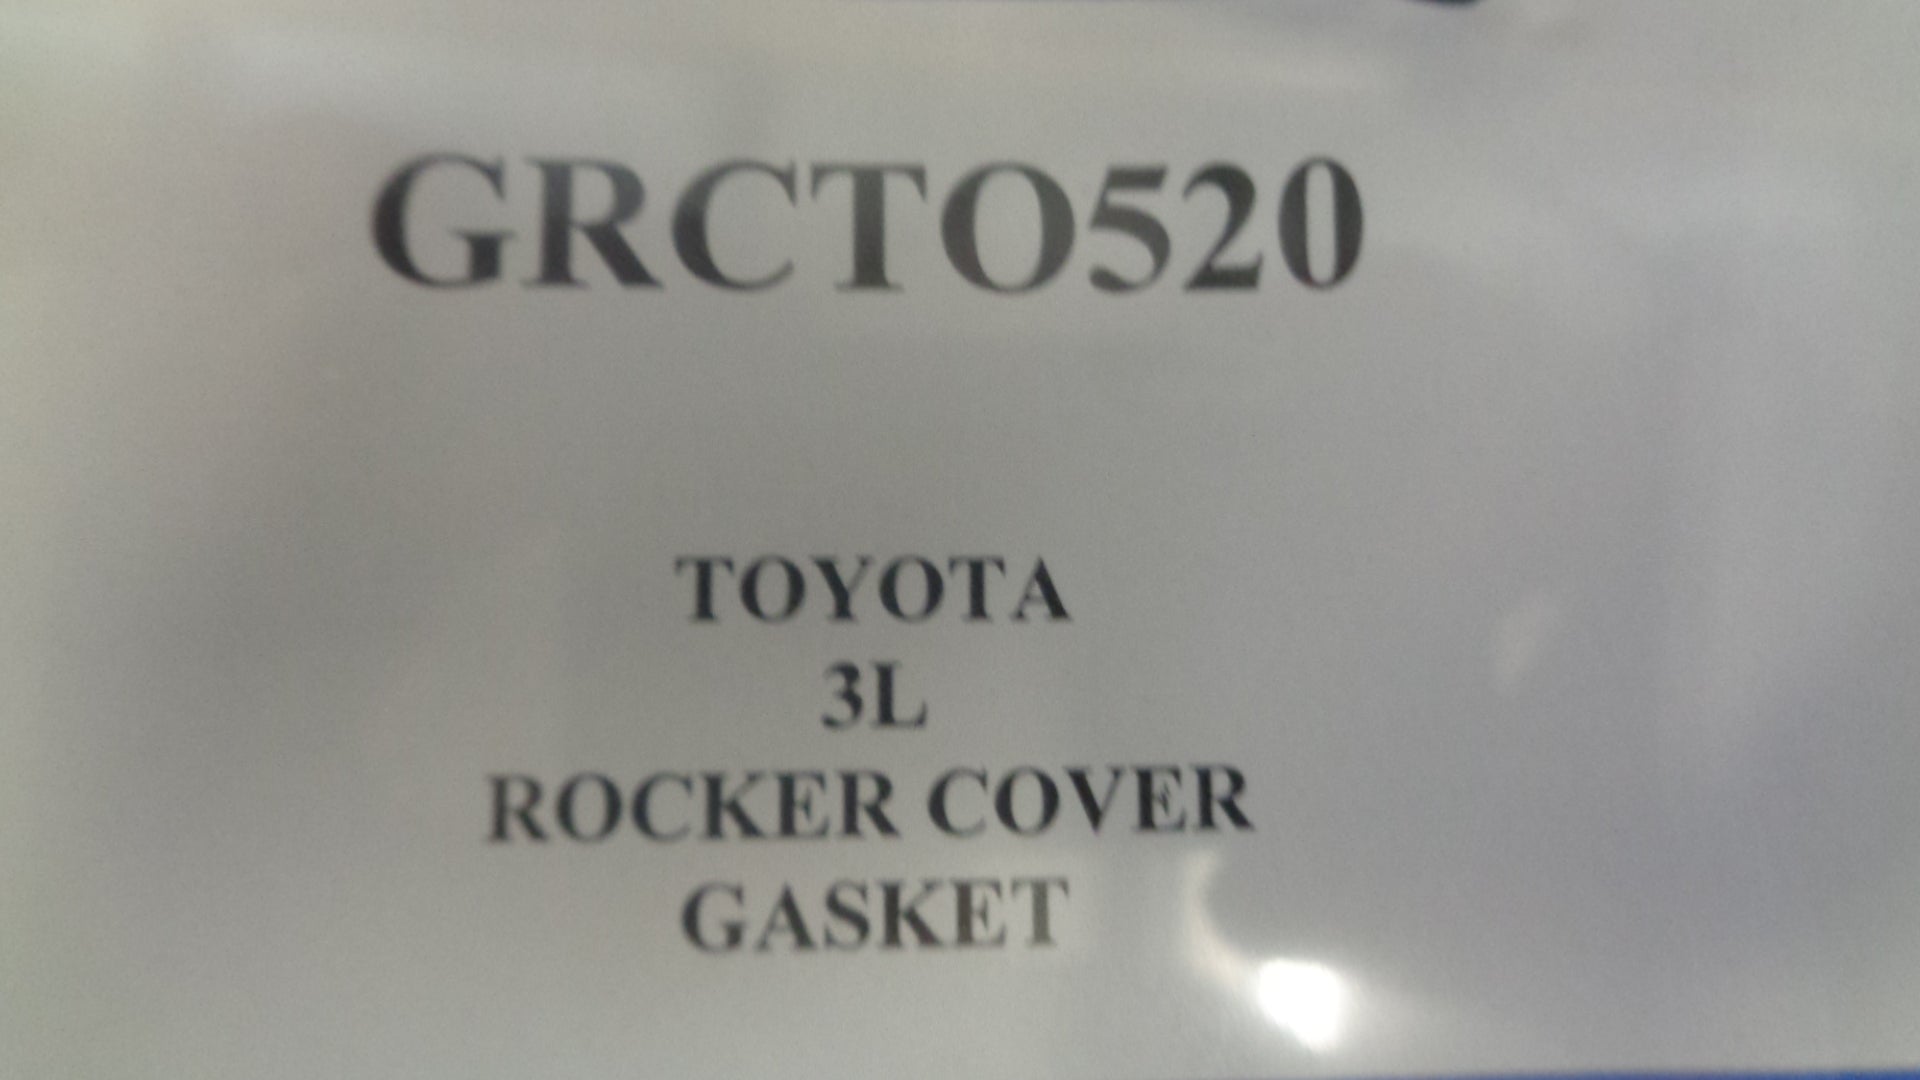 GRCTO520
TOYOTA
3L
ROCKER COVER
GASKET